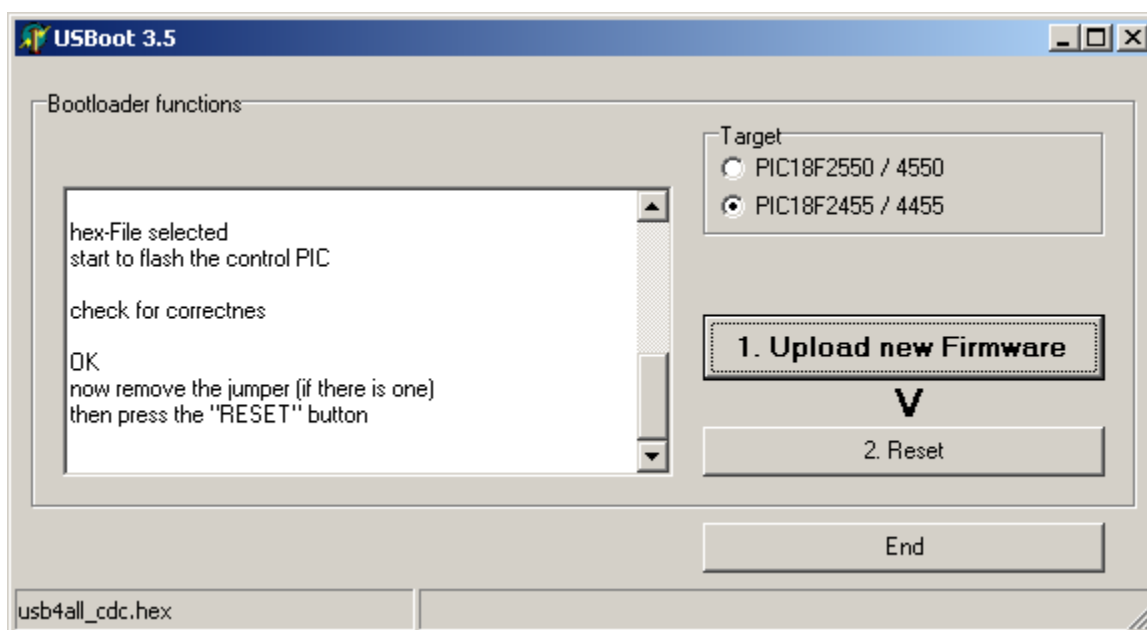 USBoot 3.5
Bootloader functions
hex-File selected
start to flash the control PIC
check for correctnes
OK
now remove the jumper (if there is one)
then press the "RESET" button
Target
PIC18F2550 / 4550
PIC18F2455 / 4455
1. Upload new Firmware
V
2. Reset
End
usb4all_cdc.hex